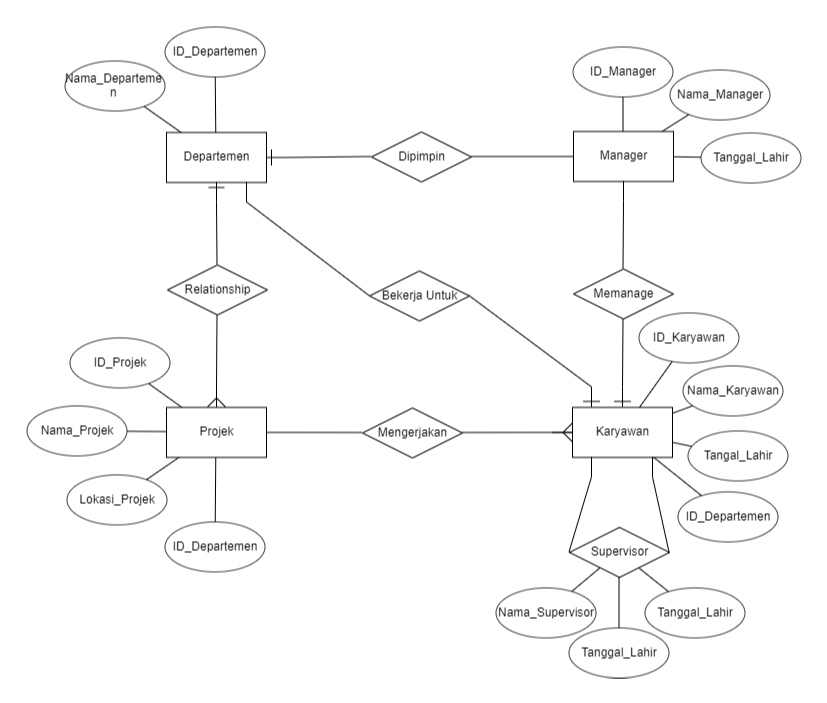 ID_Departemen
Nama_Departeme
n
ID_Manager
Nama_Manager
Departemen
Dipimpin
Manager
Tanggal_Lahir
Relationship
Bekerja Untuk
Memanage
ID_Karyawan
ID_Projek
Nama_Karyawan
Nama_Projek
Projek
Mengerjakan
Karyawan
Tangal_Lahir
Lokasi_Projek
ID_Departemen
ID_Departemen
Supervisor
Nama_Supervisor
Tanggal_Lahir
Tanggal_Lahir